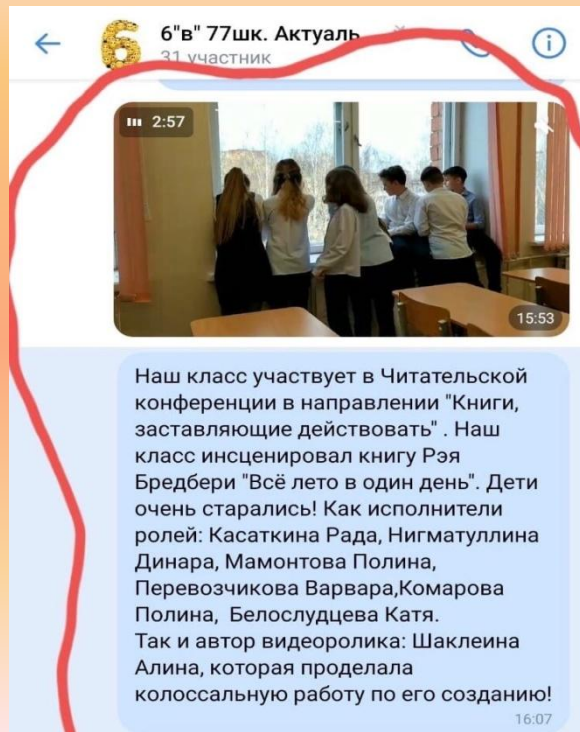 6
6"в" 77шк. Актуаль
31 участник
2:57
15:53
Наш класс участвует в Читательской
конференции в направлении "Книги,
заставляющие действовать" . Наш
класс инсценировал книгу Рэя
Бредбери "Всё лето в один день". Дети
очень старались! Как исполнители
ролей: Касаткина Рада, Нигматуллина
Динара, Мамонтова Полина,
Перевозчикова Варвара,Комарова
Полина, Белослудцева Катя.
Так и автор видеоролика: Шаклеина
Алина, которая проделала
колоссальную работу по его созданию!
16:07